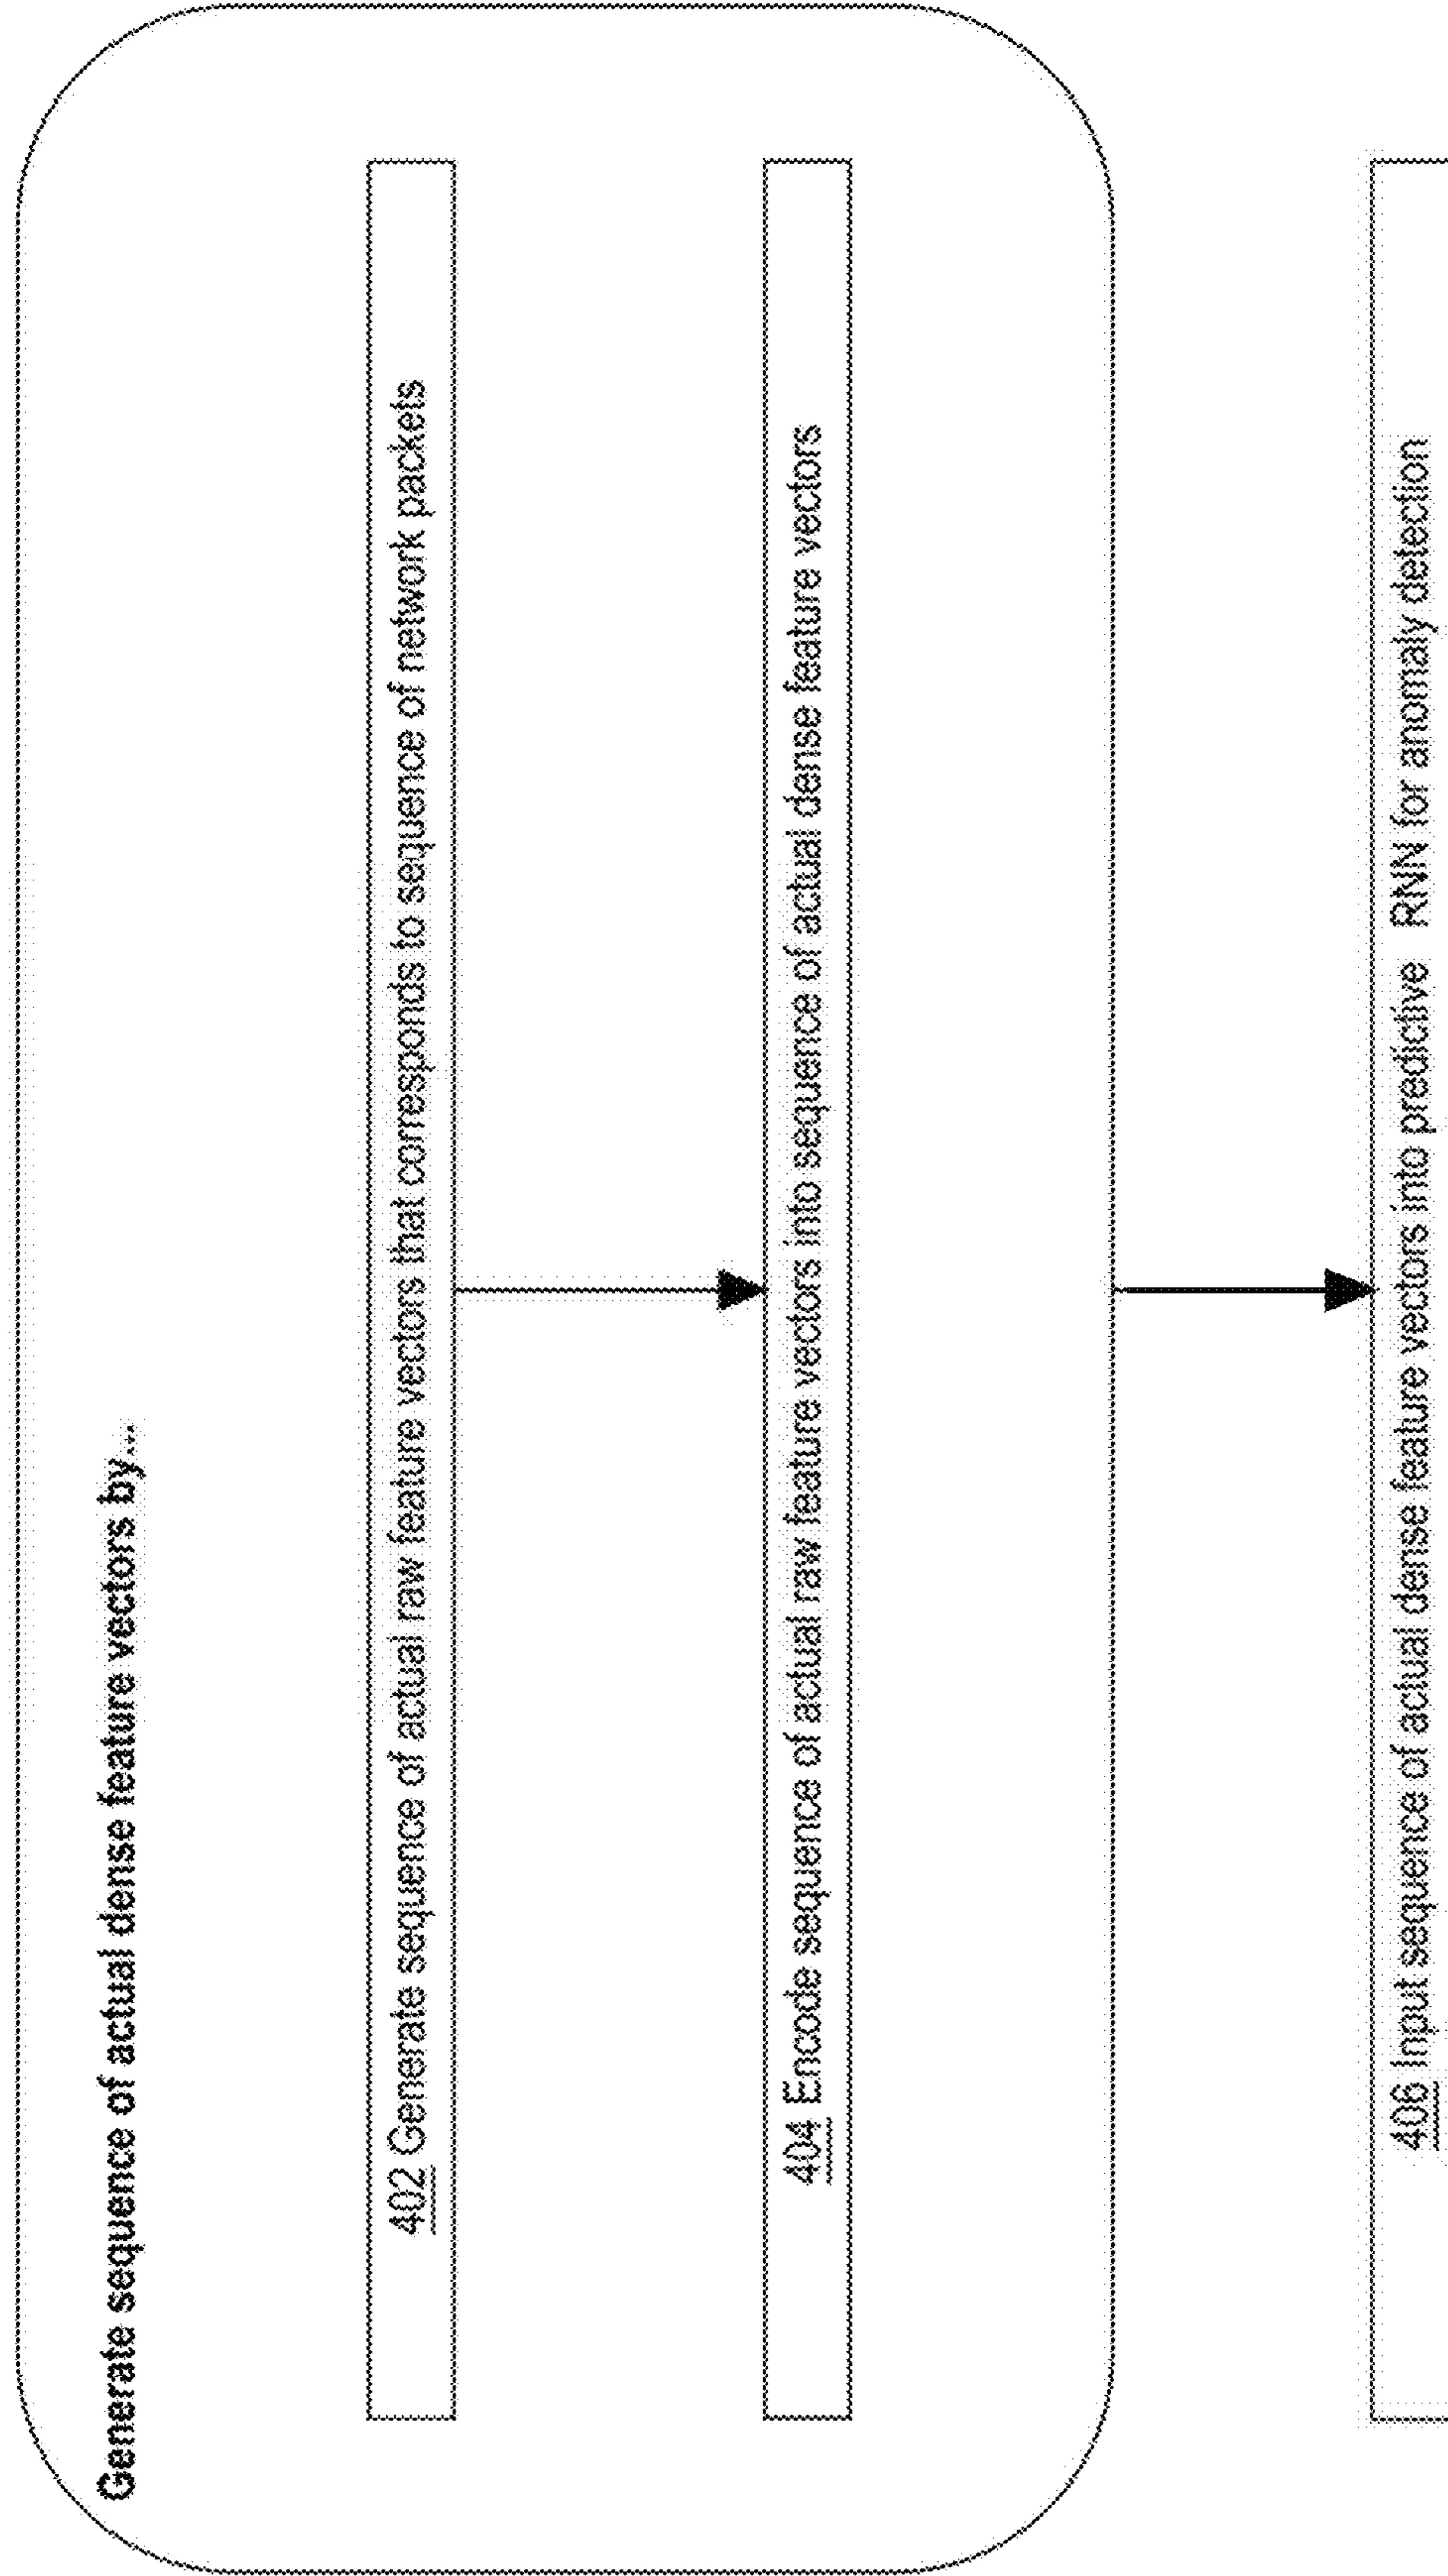 Generate sequence of actual dense feature vectors by...
402 Generate sequence of actual raw feature vectors that corresponds to sequence of network packets
404 Encode sequence of actual raw feature vectors into sequence of actual dense feature vectors
406 Input sequence of actual dense feature vectors into predictive RNN for anomaly detection